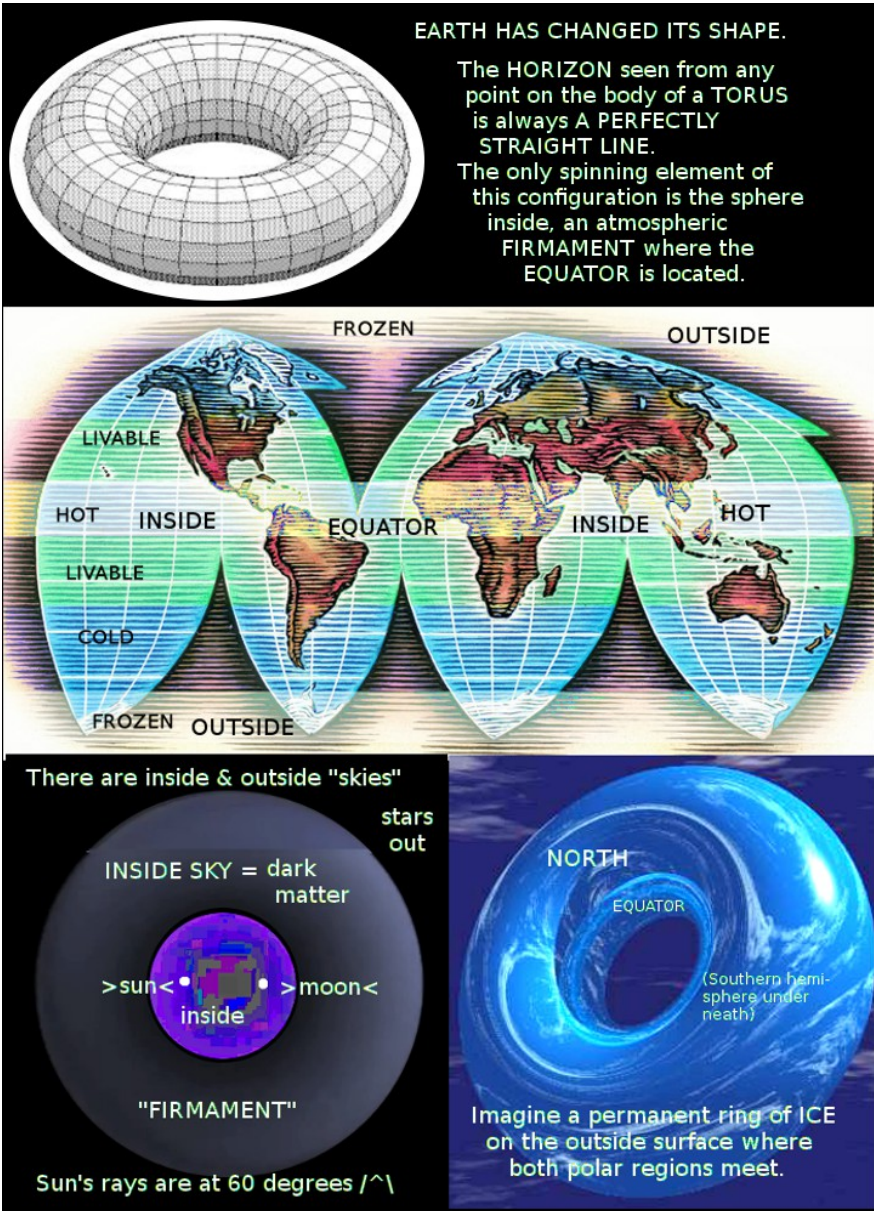 EARTH HAS CHANGED ITS SHAPE.
The HORIZON seen from any
point on the body of a TORUS
is always A PERFECTLY
STRAIGHT LINE.
The only spinning element of
this configuration is the sphere
inside, an atmospheric
FIRMAMENT where the
EQUATOR is located.
FROZEN
OUTSIDE
LIVABLE
HOT
INSIDE
EQUATOR
INSIDE
HOT
LIVABLE
COLD
FROZEN
OUTSIDE
There are inside & outside "skies"
stars
out
INSIDE SKY = dark
matter
>sun<
>moon<
inside
"FIRMAMENT"
Sun's rays are at 60 degrees /^\
NORTH
EQUATOR
(Southern hemi-
sphere under
neath)
Imagine a permanent ring of ICE
on the outside surface where
both polar regions meet.